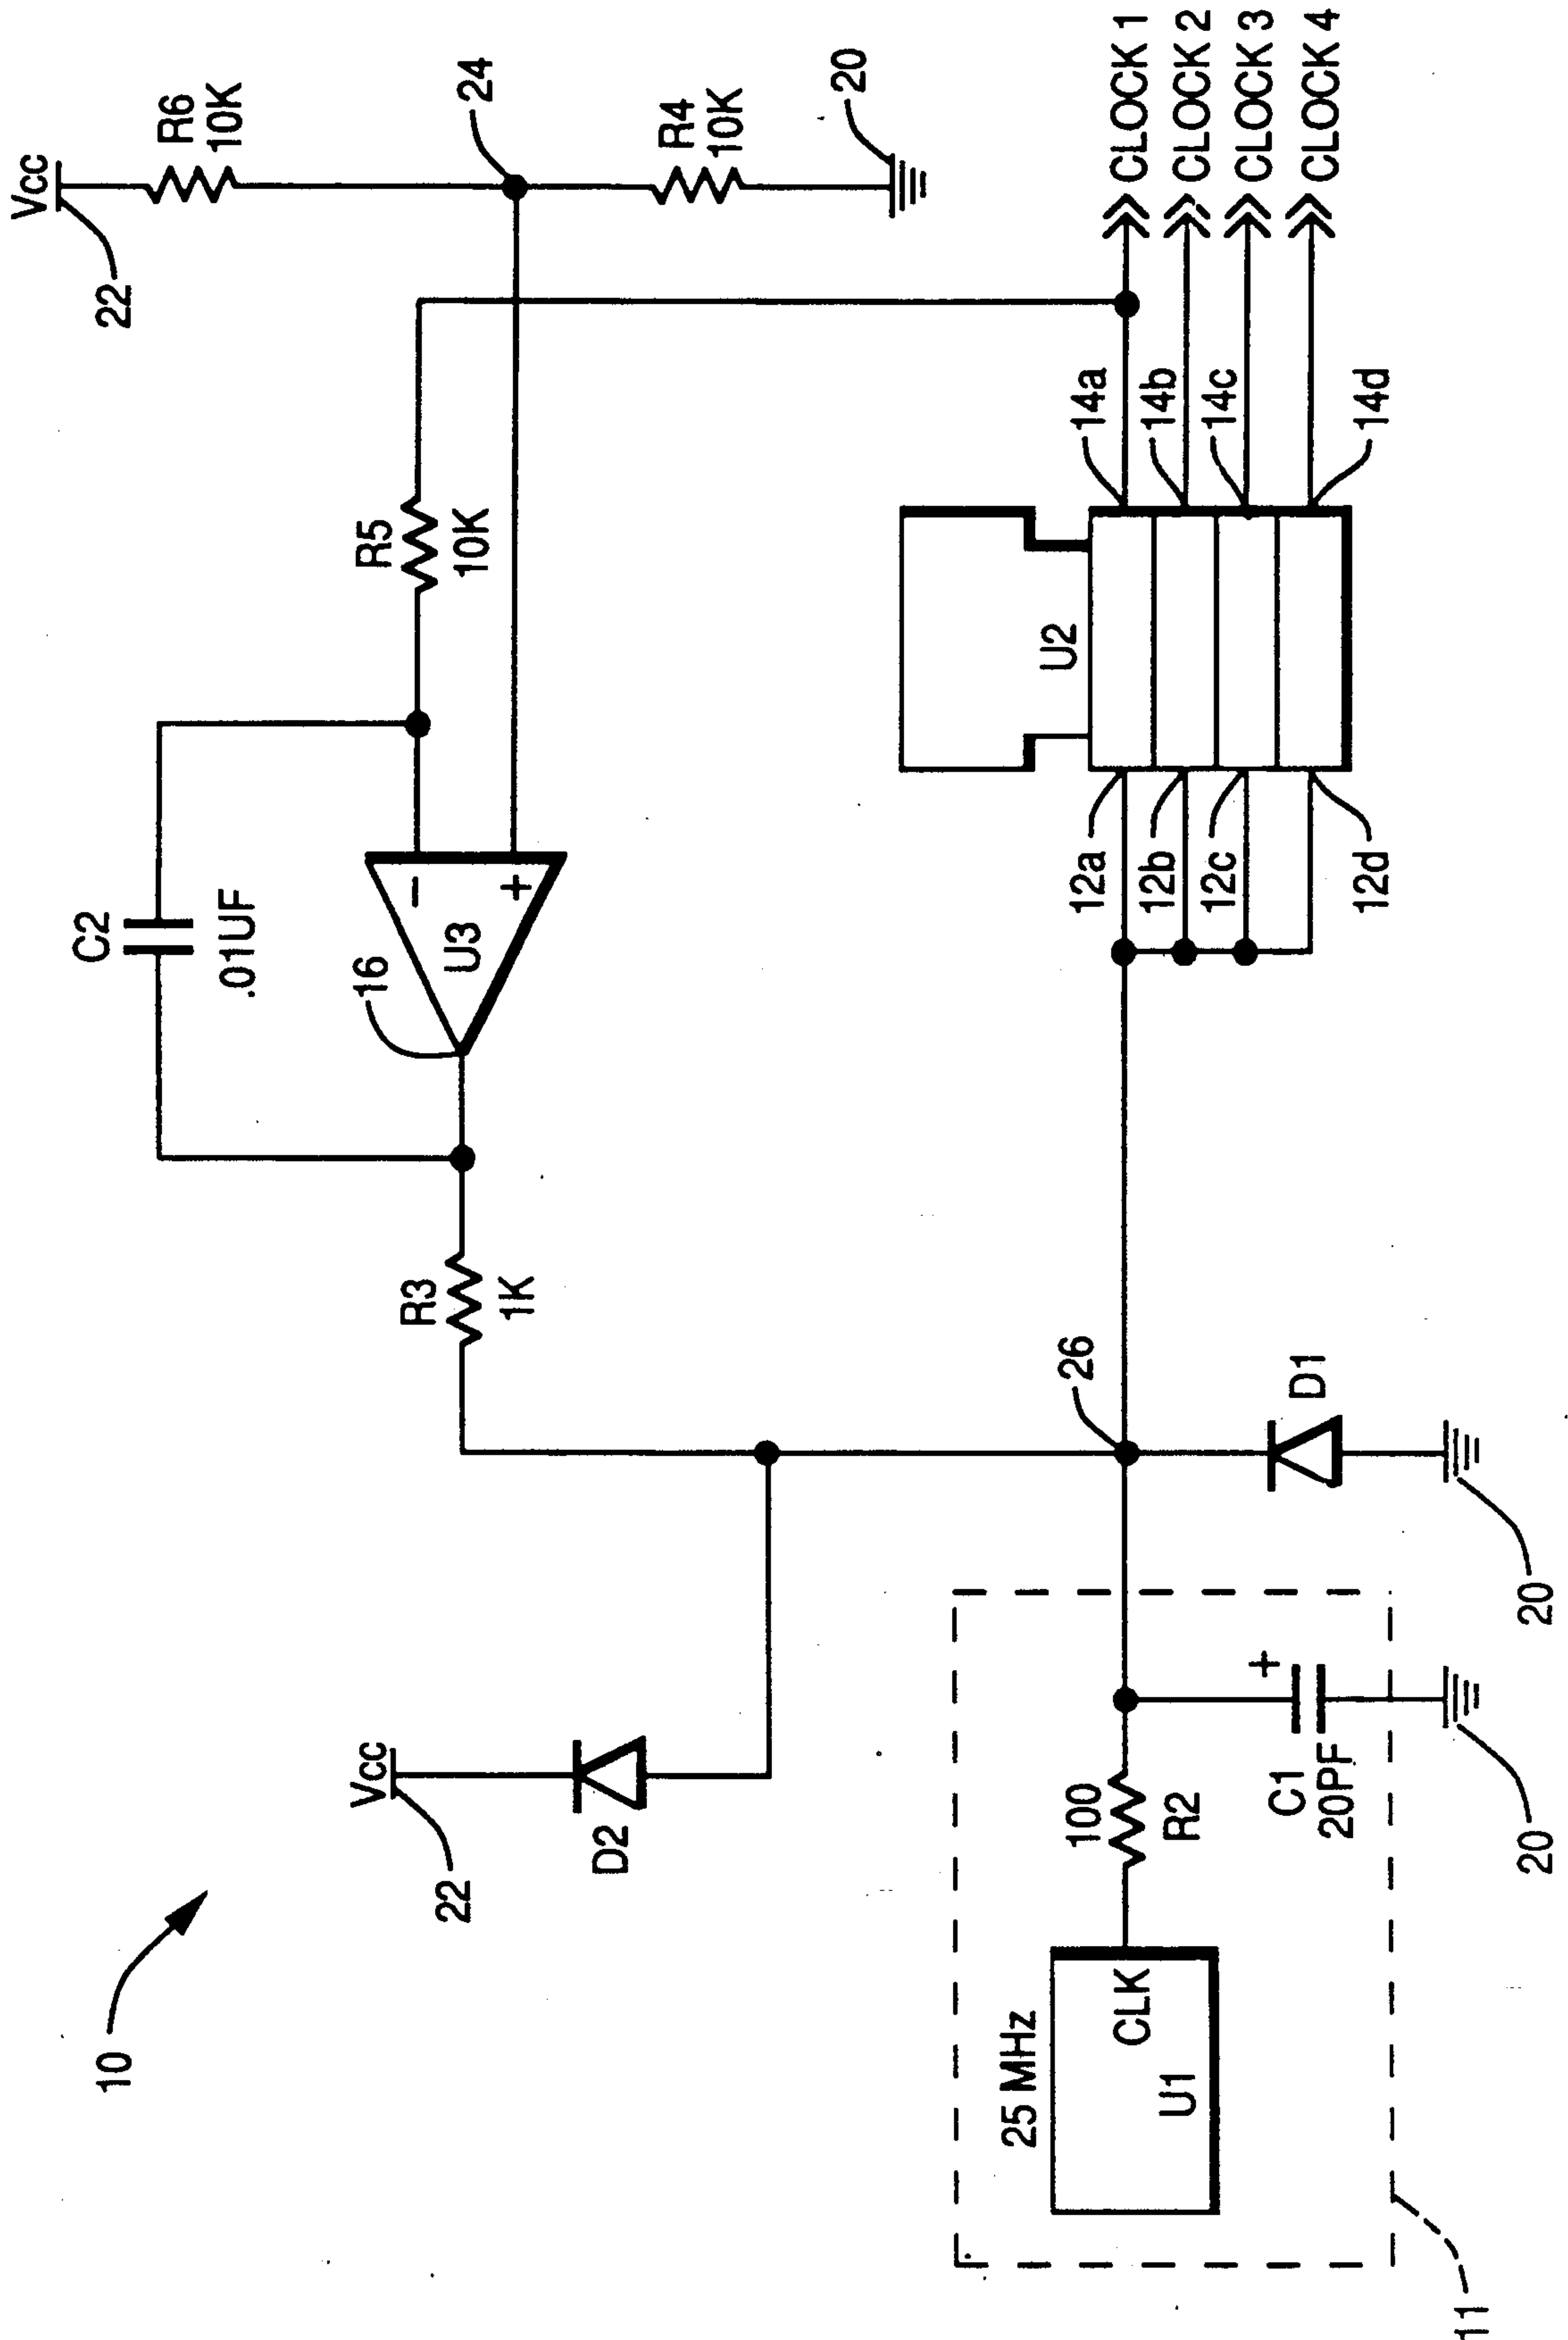 10
Vcc
22
D2
R3
1K
16
C2
.01UF
U3
−
+
R5
10K
Vcc
22
R6
10K
24
R4
10K
20
25 MHz
CLK
U1
100
R2
C1
20PF
+
20
11
26
D1
20
12a
12b
12c
12d
U2
14a
14b
14c
14d
CLOCK 1
CLOCK 2
CLOCK 3
CLOCK 4